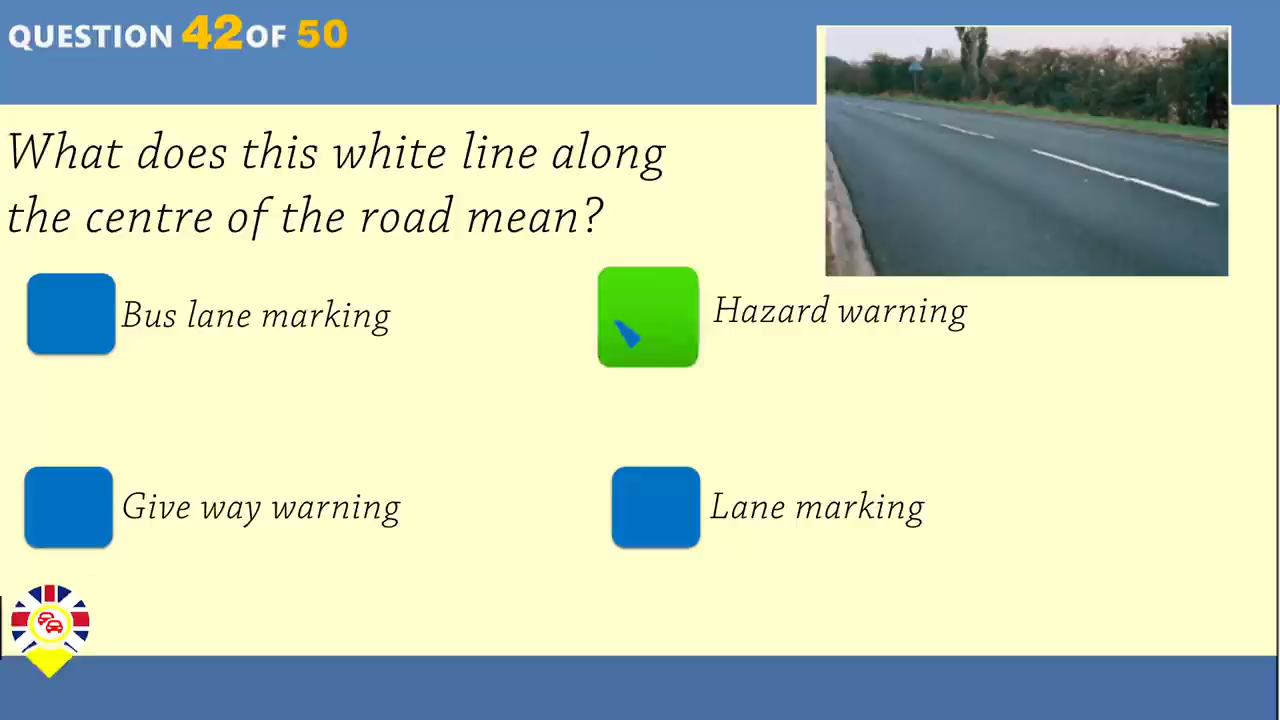 QUESTION 42 OF 50
What does this white line along
the centre of the road mean?
Bus lane marking
Hazard warning
Give way warning
Lane marking